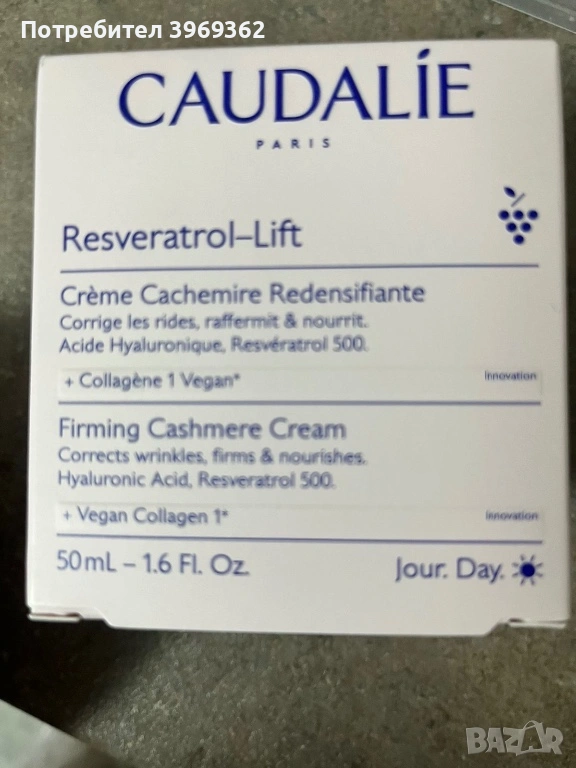 Потребител 3969362
CAUDALÍE
PARIS
Resveratrol–Lift
Crème Cachemire Redensifiante
Corrige les rides, raffermit & nourrit.
Acide Hyaluronique, Resvératrol 500.
+ Collagène 1 Vegan*
Innovation
Firming Cashmere Cream
Corrects wrinkles, firms & nourishes.
Hyaluronic Acid, Resveratrol 500.
+ Vegan Collagen 1*
Innovation
50mL – 1.6 Fl. Oz.
Jour. Day.
BAZAR